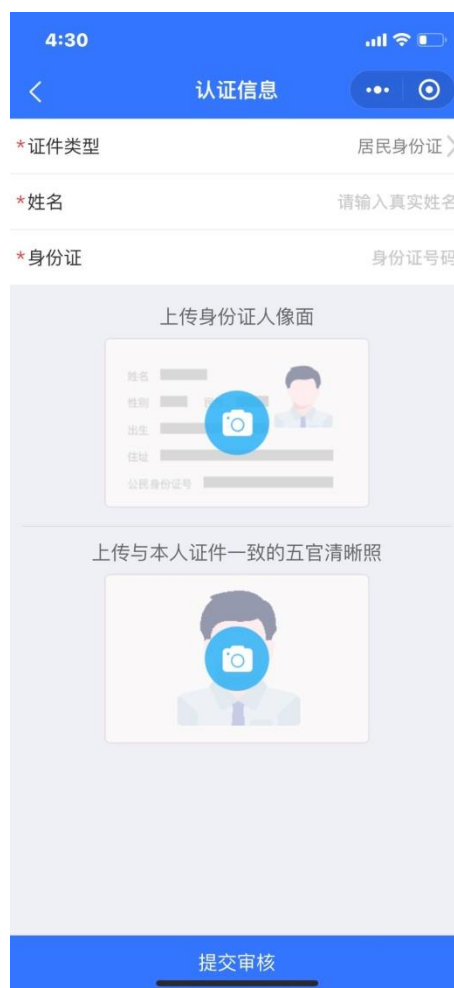 4:30
认证信息
*证件类型 居民身份证
*姓名 请输入真实姓名
*身份证 身份证号码
上传身份证人像面
姓名
性别
出生
住址
公民身份证号
上传与本人证件一致的五官清晰照
提交审核